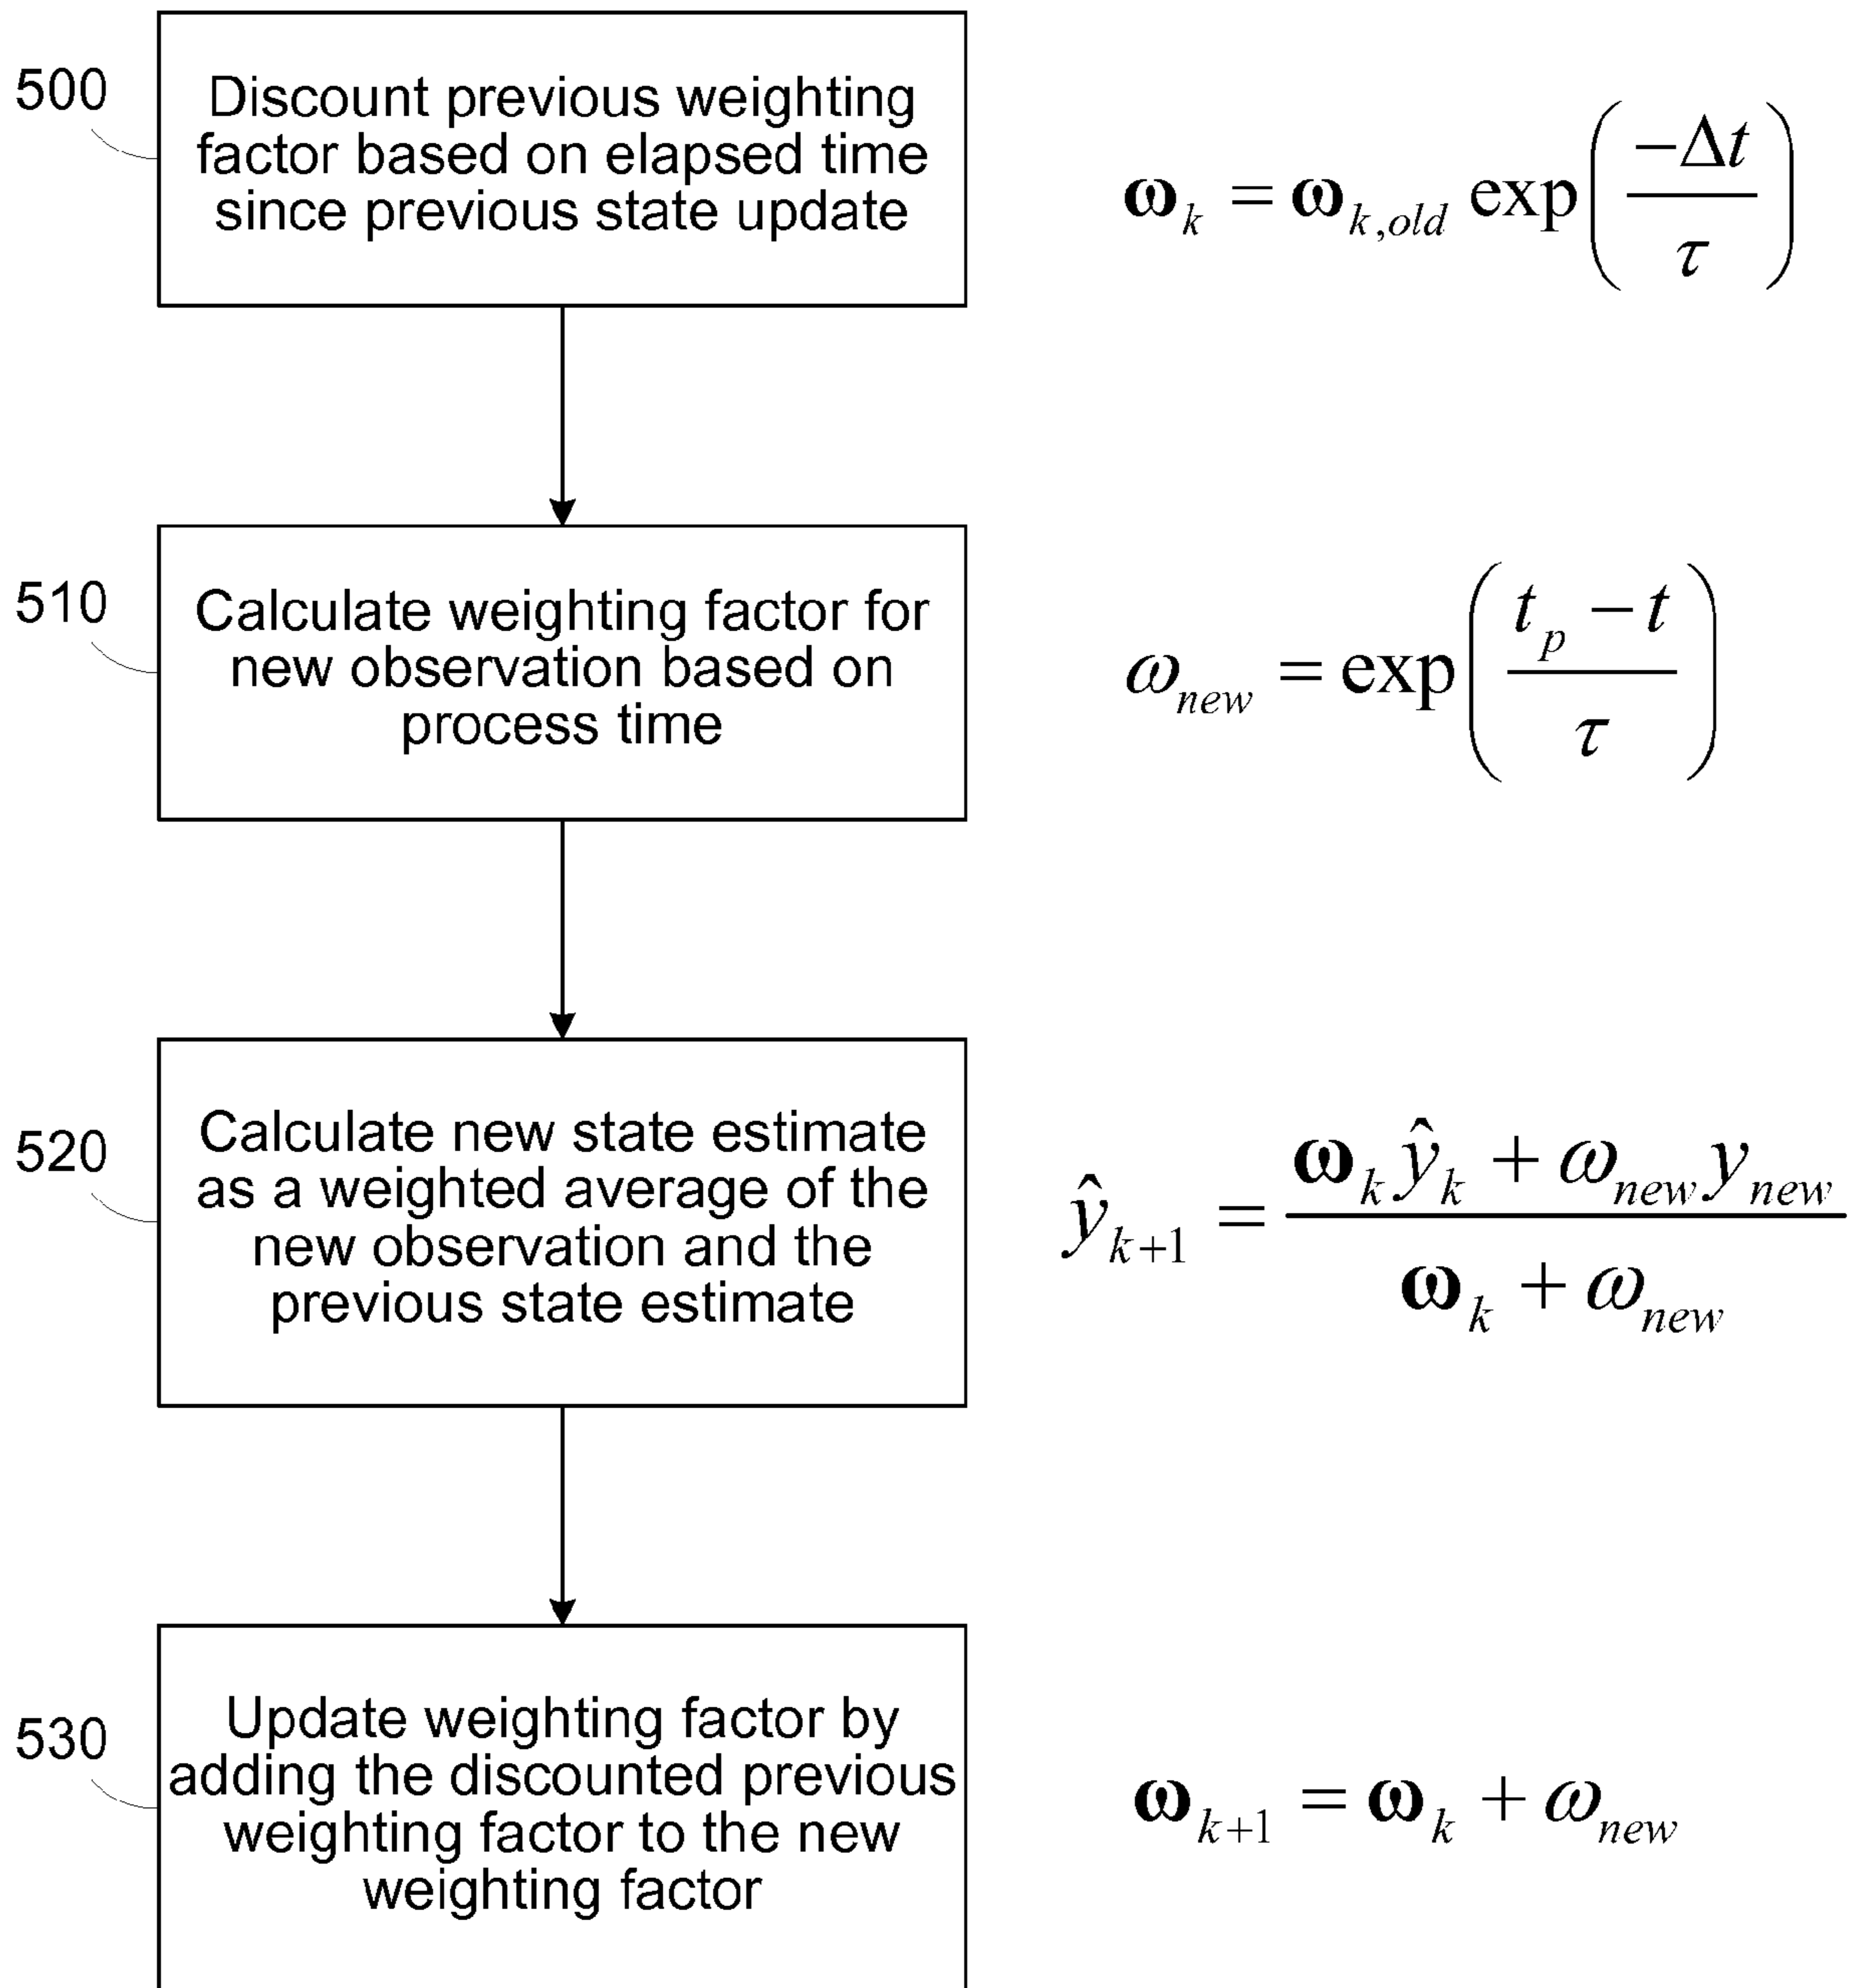 500
Discount previous weighting
factor based on elapsed time
since previous state update
𝛚ₖ = 𝛚ₖ,ₒₗd exp(−Δt / τ)
510
Calculate weighting factor for
new observation based on
process time
ω_new = exp((t_p − t) / τ)
520
Calculate new state estimate
as a weighted average of the
new observation and the
previous state estimate
ŷ_{k+1} = (𝛚_k ŷ_k + ω_new y_new) / (𝛚_k + ω_new)
530
Update weighting factor by
adding the discounted previous
weighting factor to the new
weighting factor
𝛚_{k+1} = 𝛚_k + ω_new